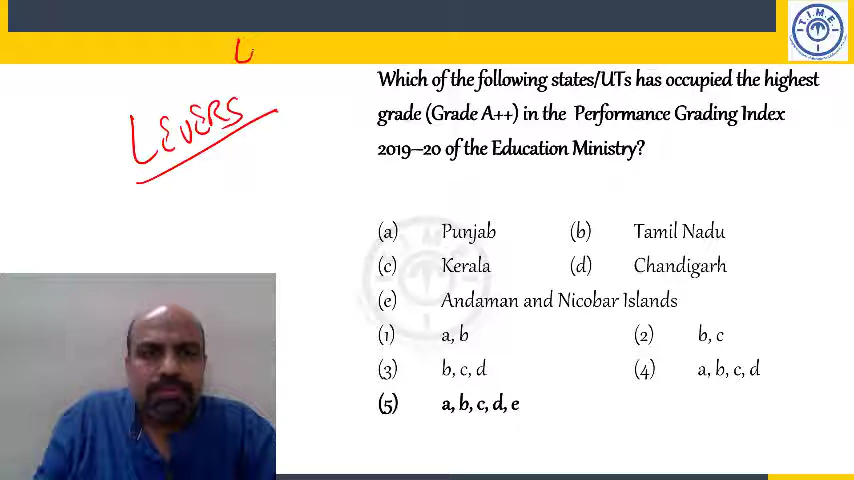 T.I.M.E.
L
LEVERS
Which of the following states/UTs has occupied the highest
grade (Grade A++) in the Performance Grading Index
2019–20 of the Education Ministry?
(a) Punjab (b) Tamil Nadu
(c) Kerala (d) Chandigarh
(e) Andaman and Nicobar Islands
(1) a, b (2) b, c
(3) b, c, d (4) a, b, c, d
(5) a, b, c, d, e